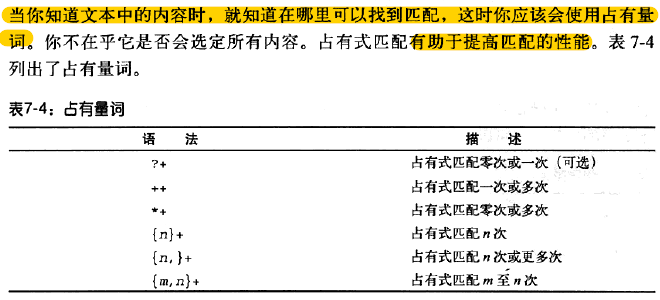 当你知道文本中的内容时，就知道在哪里可以找到匹配，这时你应该会使用占有量
词。你不在乎它是否会选定所有内容。占有式匹配有助于提高匹配的性能。表 7-4
列出了占有量词。
表7-4：占有量词
语 法 描 述
?+ 占有式匹配零次或一次（可选）
++ 占有式匹配一次或多次
*+ 占有式匹配零次或多次
{n}+ 占有式匹配 n 次
{n,}+ 占有式匹配 n 次或更多次
{m,n}+ 占有式匹配 m 至 n 次